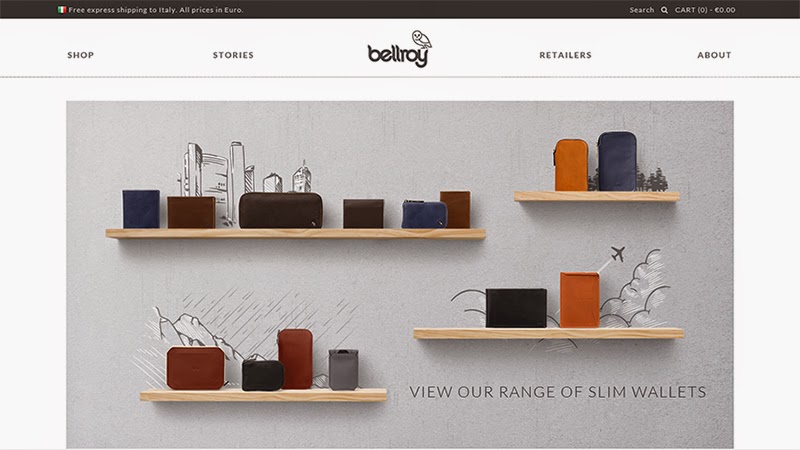 Free express shipping to Italy. All prices in Euro.
Search CART (0) - €0.00
SHOP
STORIES
bellroy
RETAILERS
ABOUT
VIEW OUR RANGE OF SLIM WALLETS